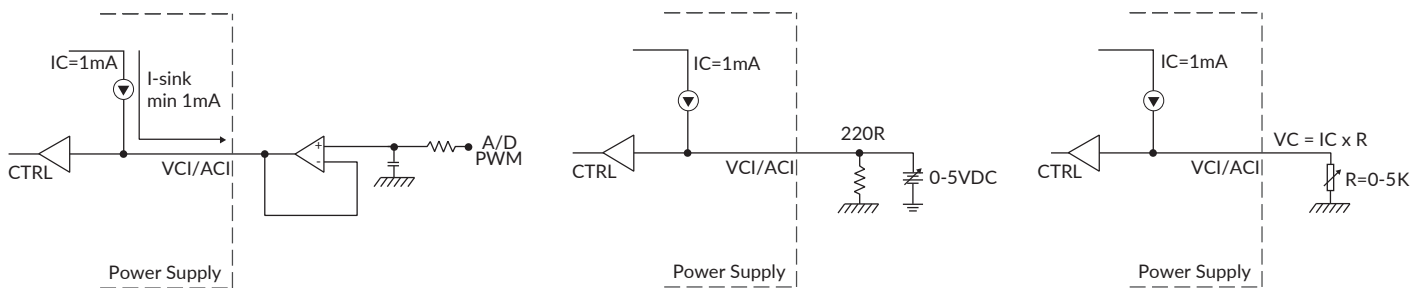 IC=1mA
I-sink
min 1mA
+
-
A/D
PWM
CTRL
VCI/ACI
Power Supply
IC=1mA
220R
CTRL
VCI/ACI
0-5VDC
Power Supply
IC=1mA
VC = IC x R
CTRL
VCI/ACI
R=0-5K
Power Supply